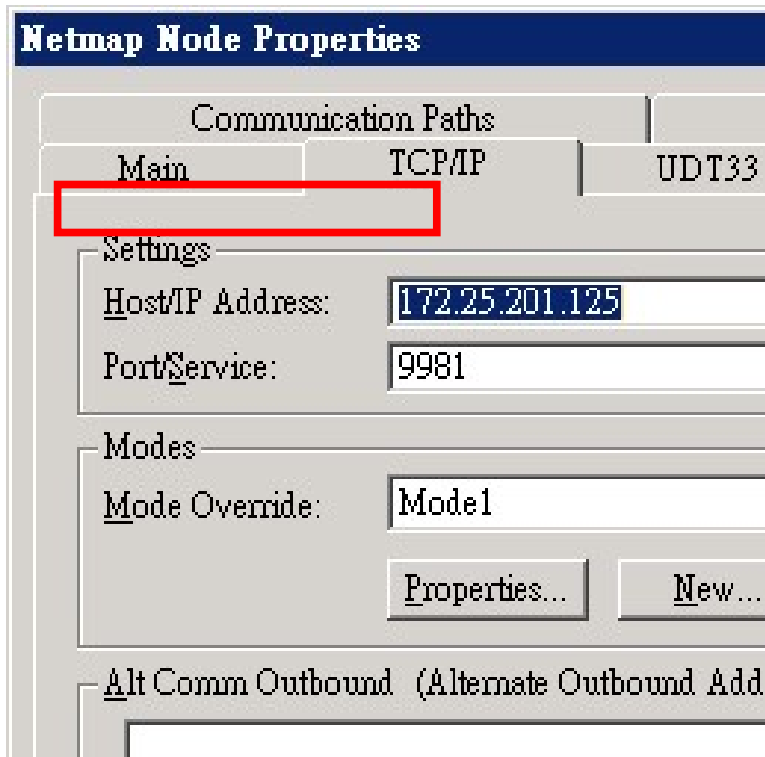 Netmap Node Properties
Communication Paths
Main
TCP/IP
UDT33
Settings
Host/IP Address:
172.25.201.125
Port/Service:
9981
Modes
Mode Override:
Mode1
Properties...
New...
Alt Comm Outbound (Alternate Outbound Add